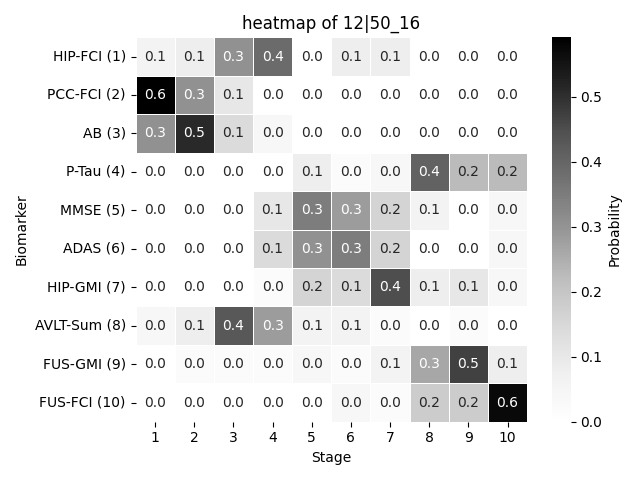 heatmap of 12|50_16
HIP-FCI (1) 0.1 0.1 0.3 0.4 0.0 0.1 0.1 0.0 0.0 0.0
PCC-FCI (2) 0.6 0.3 0.1 0.0 0.0 0.0 0.0 0.0 0.0 0.0
AB (3) 0.3 0.5 0.1 0.0 0.0 0.0 0.0 0.0 0.0 0.0
P-Tau (4) 0.0 0.0 0.0 0.0 0.1 0.0 0.0 0.4 0.2 0.2
MMSE (5) 0.0 0.0 0.0 0.1 0.3 0.3 0.2 0.1 0.0 0.0
ADAS (6) 0.0 0.0 0.0 0.1 0.3 0.3 0.2 0.0 0.0 0.0
HIP-GMI (7) 0.0 0.0 0.0 0.0 0.2 0.1 0.4 0.1 0.1 0.0
AVLT-Sum (8) 0.0 0.1 0.4 0.3 0.1 0.1 0.0 0.0 0.0 0.0
FUS-GMI (9) 0.0 0.0 0.0 0.0 0.0 0.0 0.1 0.3 0.5 0.1
FUS-FCI (10) 0.0 0.0 0.0 0.0 0.0 0.0 0.0 0.2 0.2 0.6
1 2 3 4 5 6 7 8 9 10
Stage
Biomarker
0.5
0.4
0.3
0.2
0.1
0.0
Probability